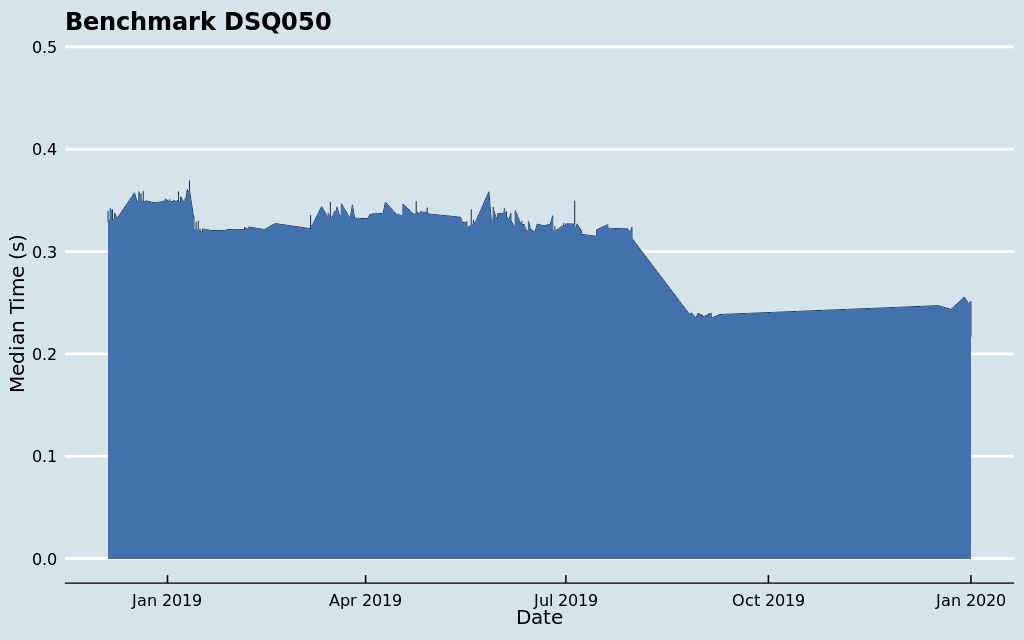 Benchmark DSQ050
0.5
0.4
0.3
0.2
0.1
0.0
Median Time (s)
Jan 2019
Apr 2019
Jul 2019
Oct 2019
Jan 2020
Date